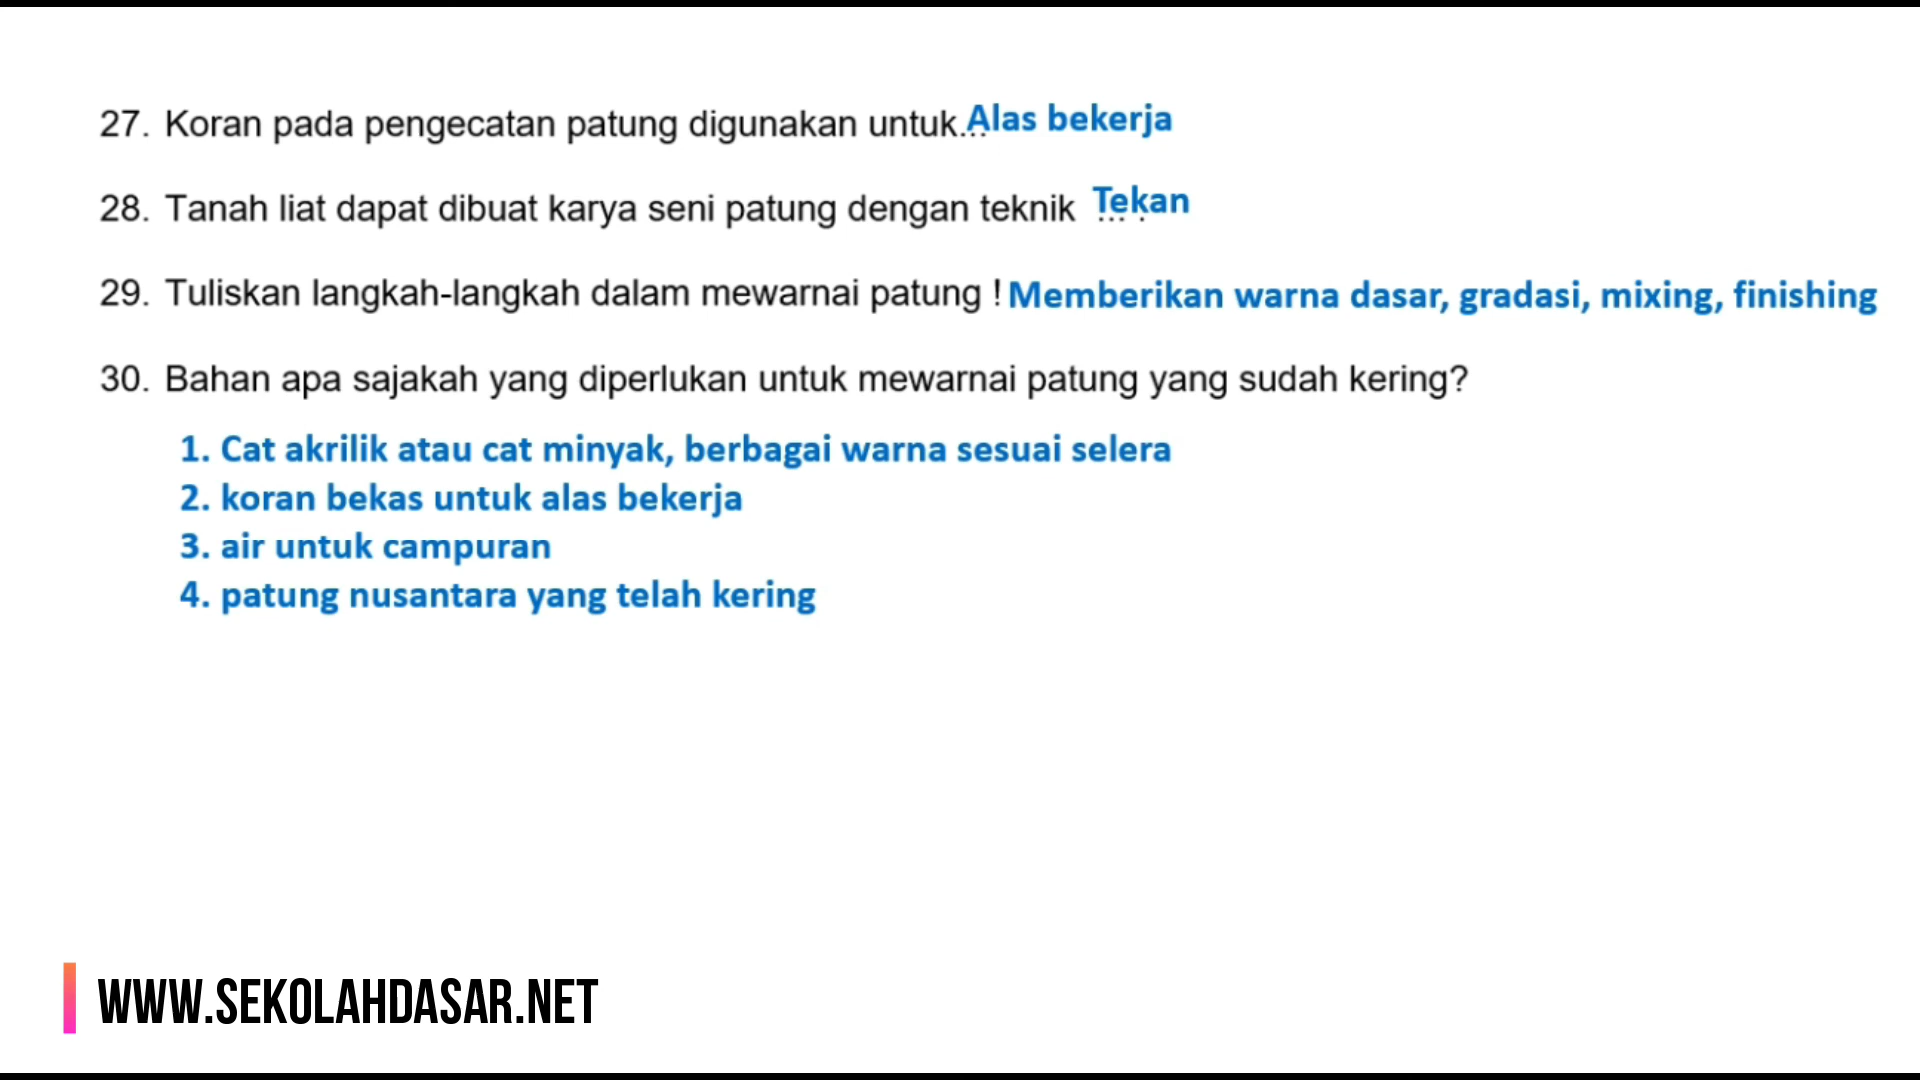 27. Koran pada pengecatan patung digunakan untuk... Alas bekerja
28. Tanah liat dapat dibuat karya seni patung dengan teknik ... . Tekan
29. Tuliskan langkah-langkah dalam mewarnai patung ! Memberikan warna dasar, gradasi, mixing, finishing
30. Bahan apa sajakah yang diperlukan untuk mewarnai patung yang sudah kering?
1. Cat akrilik atau cat minyak, berbagai warna sesuai selera
2. koran bekas untuk alas bekerja
3. air untuk campuran
4. patung nusantara yang telah kering
WWW.SEKOLAHDASAR.NET